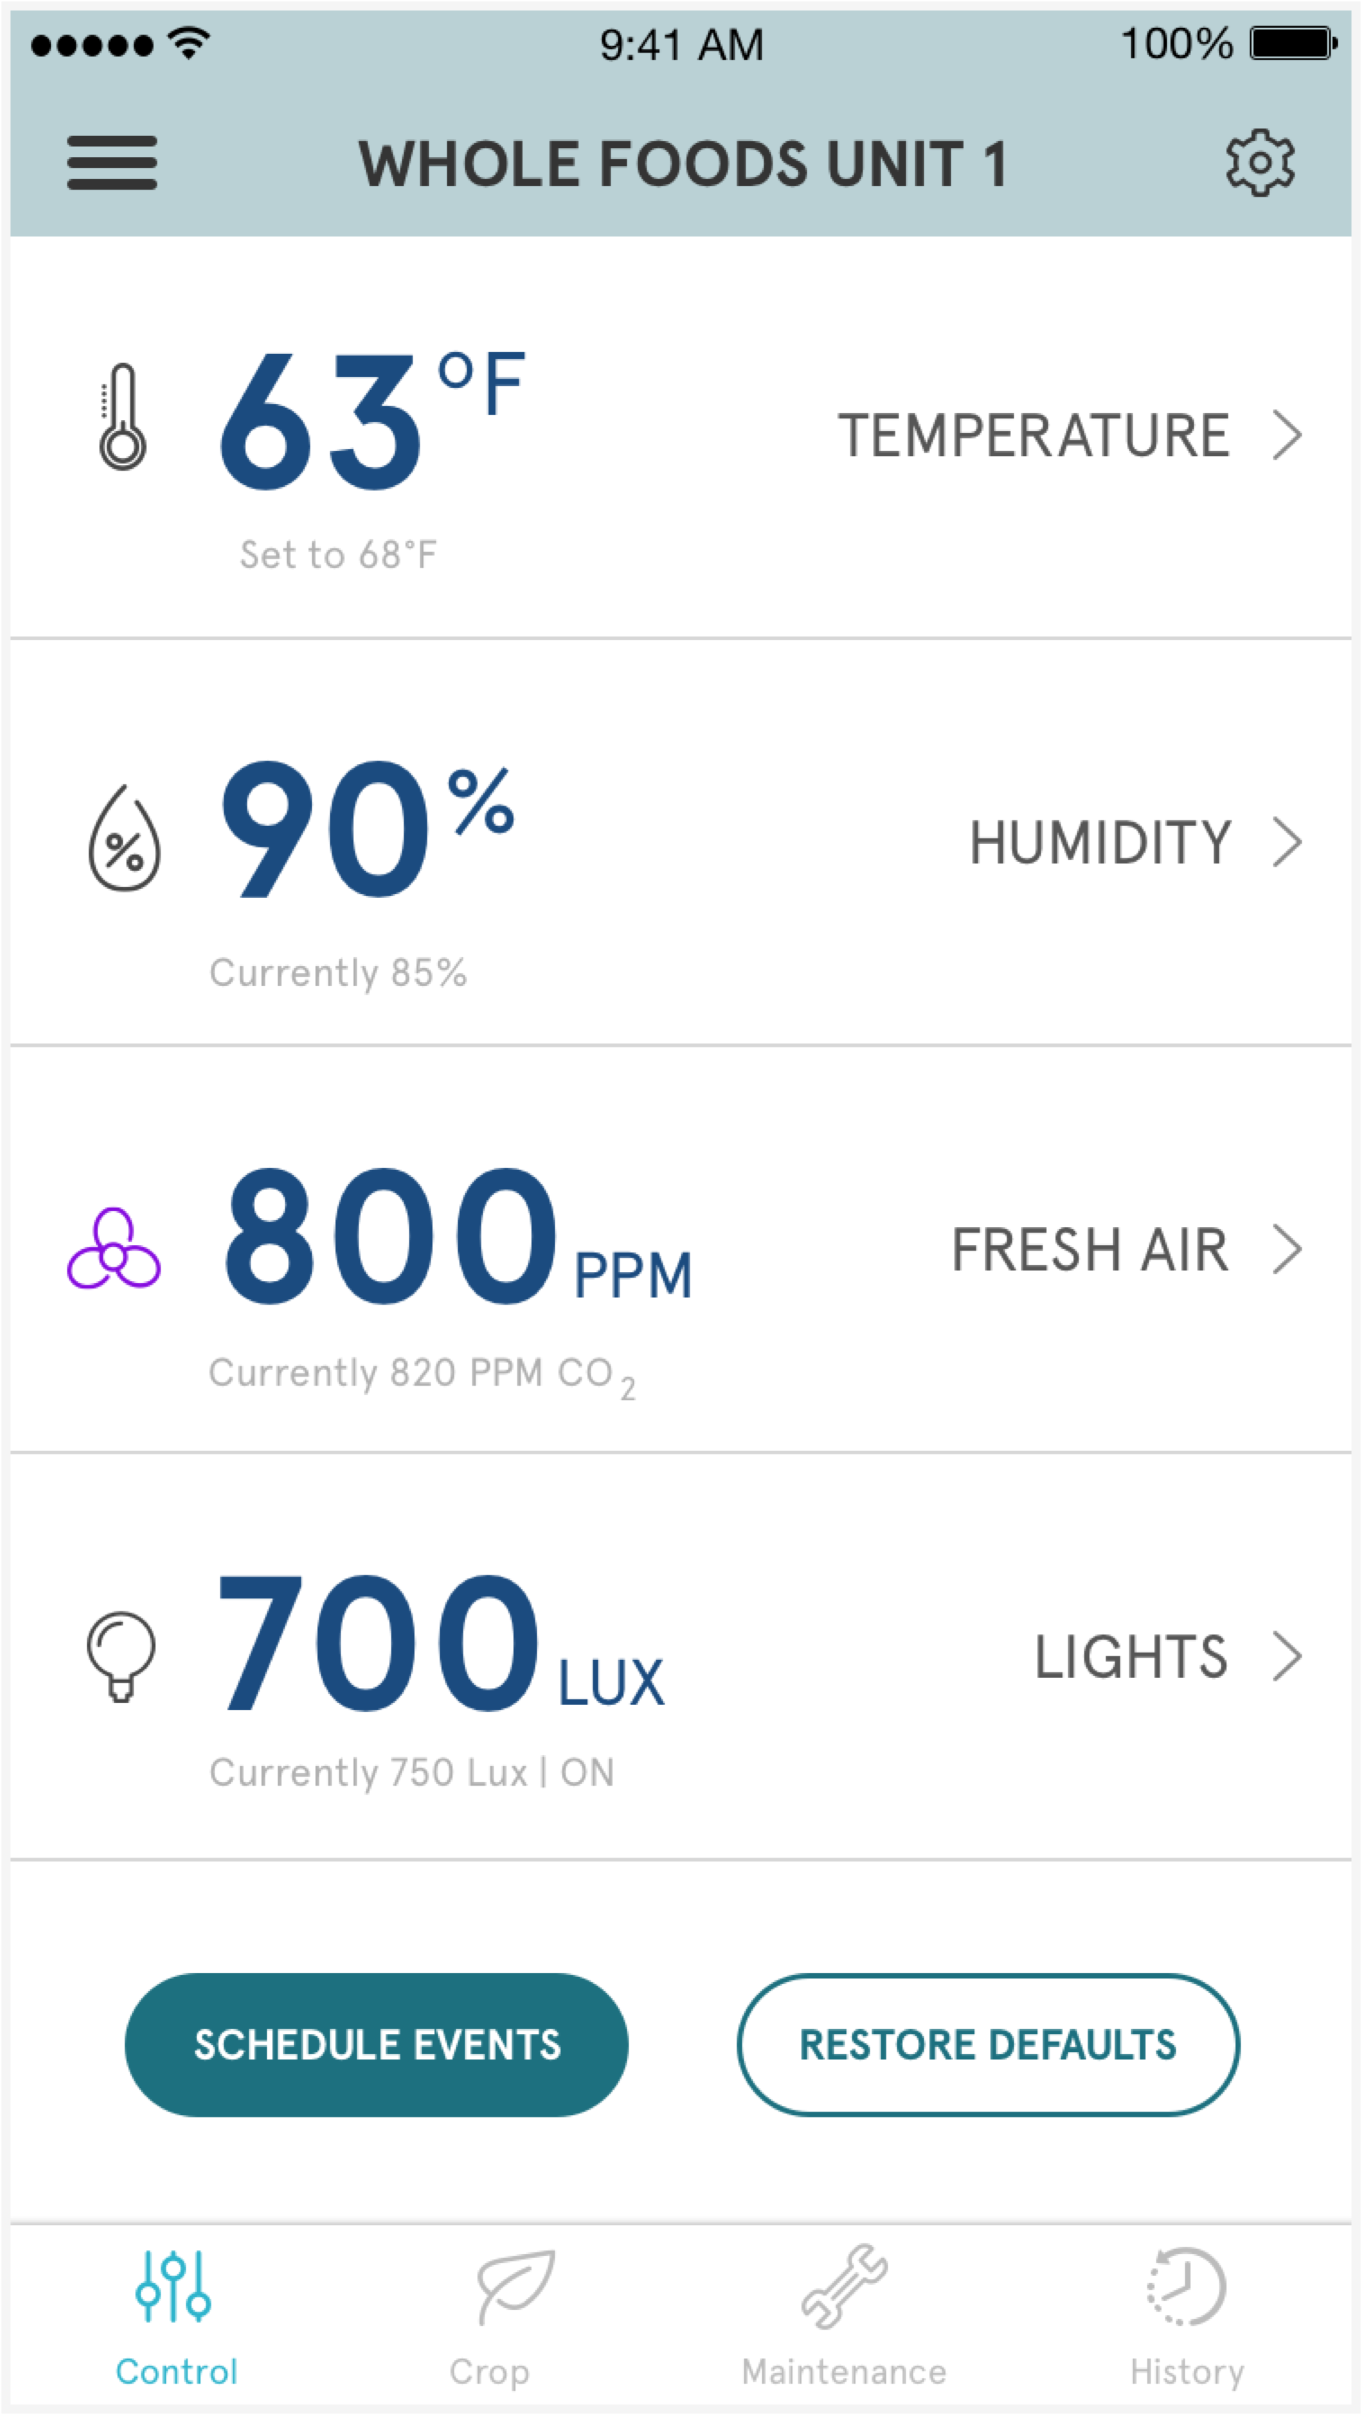 9:41 AM 100%
WHOLE FOODS UNIT 1
63 °F
TEMPERATURE
Set to 68°F
90 %
HUMIDITY
Currently 85%
800 PPM
FRESH AIR
Currently 820 PPM CO₂
700 LUX
LIGHTS
Currently 750 Lux | ON
SCHEDULE EVENTS
RESTORE DEFAULTS
Control
Crop
Maintenance
History